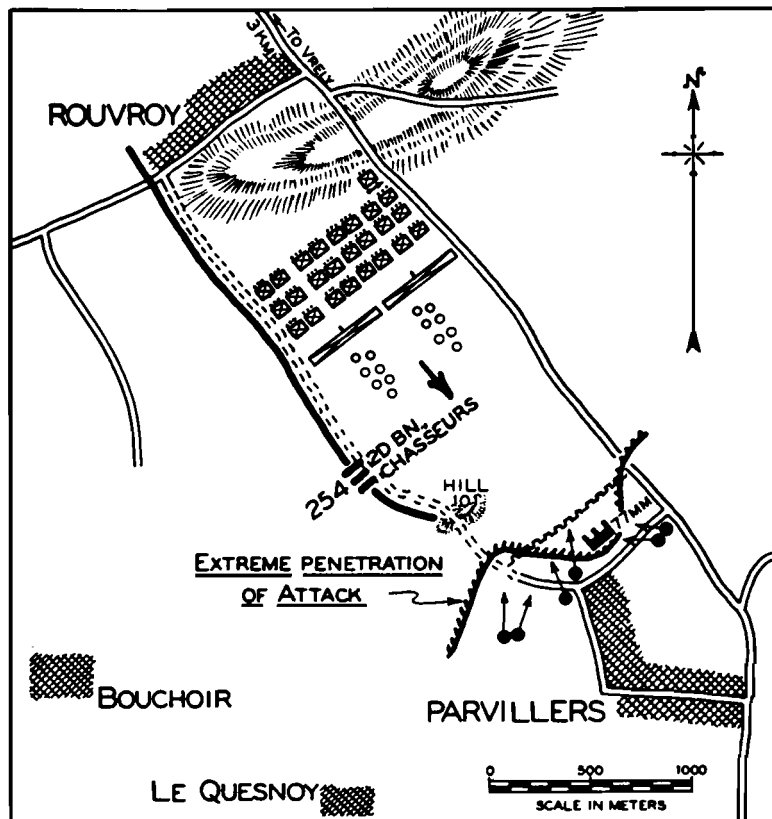 3 KM.
TO VRELY
N
ROUVROY
2D BN.
CHASSEURS
254
HILL
101
77MM
EXTREME PENETRATION
OF ATTACK
BOUCHOIR
PARVILLERS
LE QUESNOY
0 500 1000
SCALE IN METERS